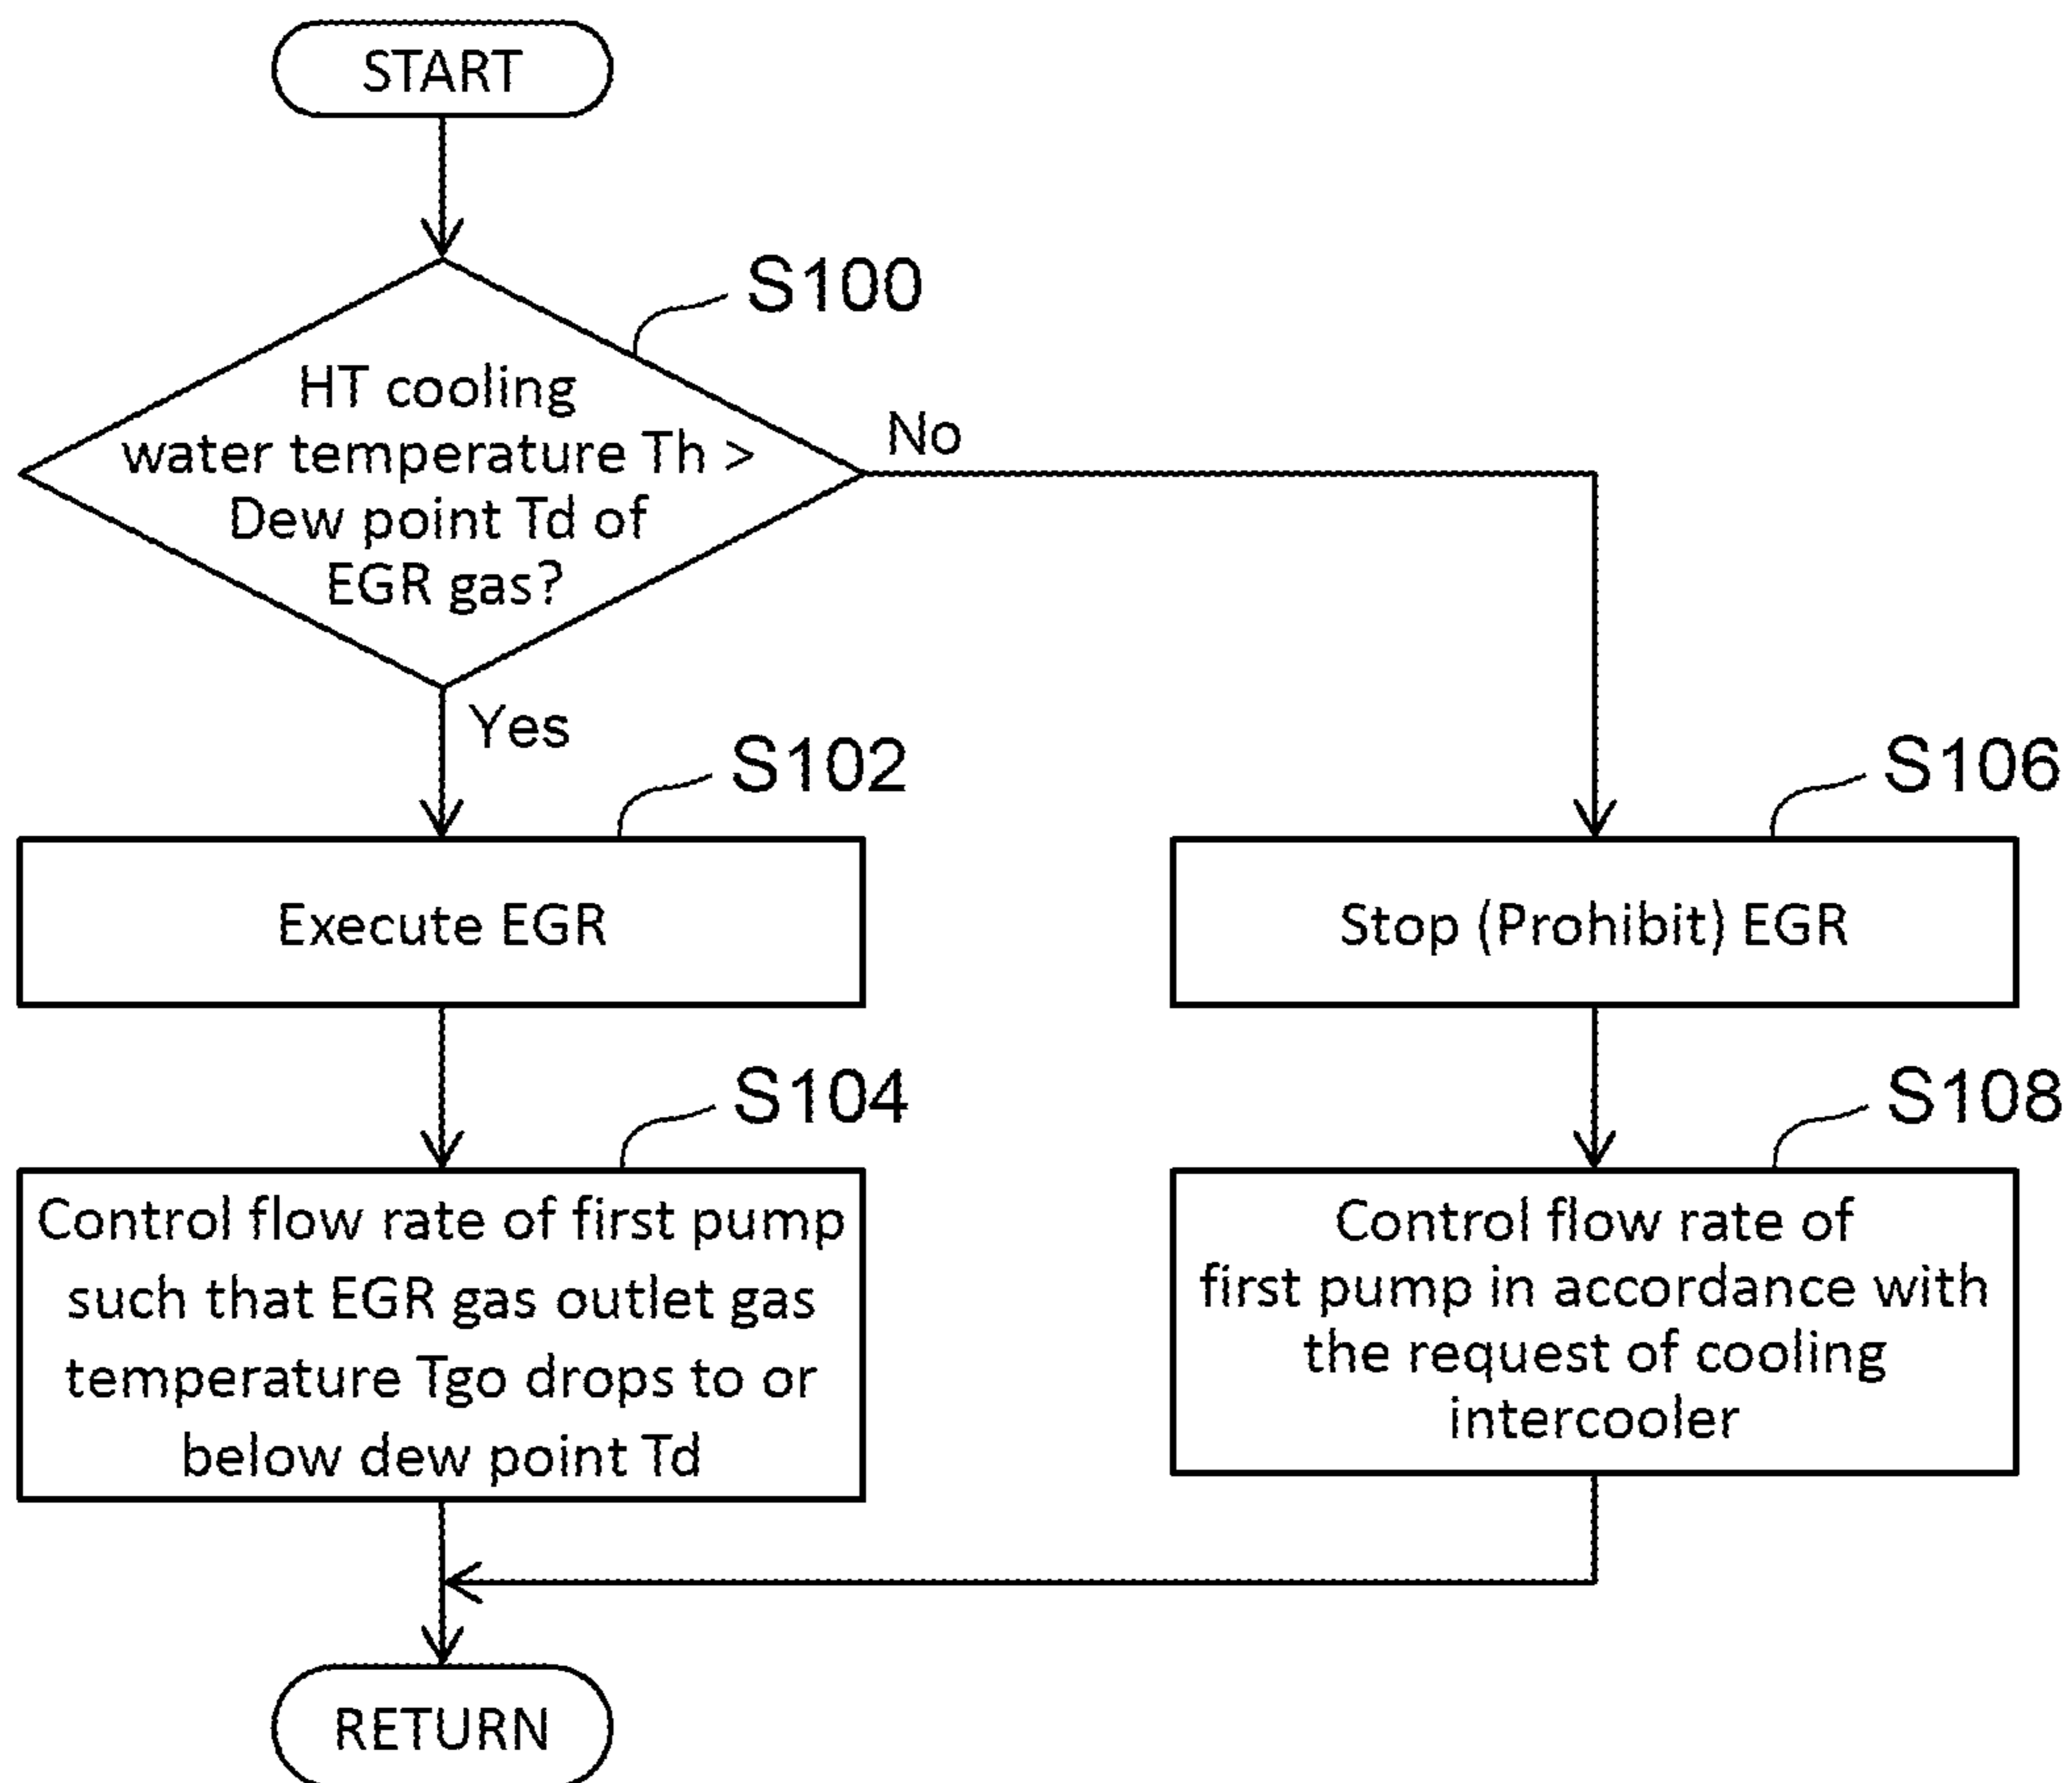 START
S100
HT cooling
water temperature Th >
Dew point Td of
EGR gas?
No
Yes
S102
Execute EGR
S106
Stop (Prohibit) EGR
S104
Control flow rate of first pump
such that EGR gas outlet gas
temperature Tgo drops to or
below dew point Td
S108
Control flow rate of
first pump in accordance with
the request of cooling
intercooler
RETURN